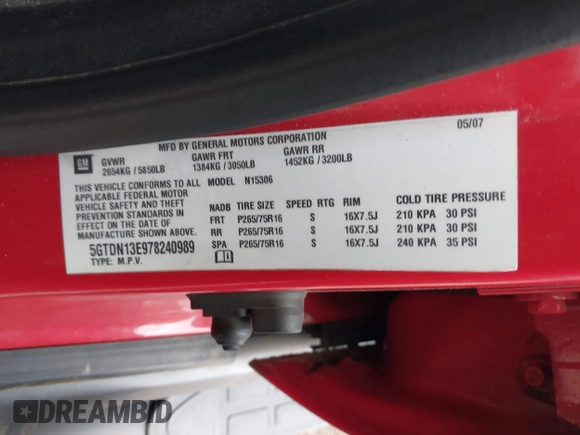 MFD BY GENERAL MOTORS CORPORATION 05/07
GM GVWR GAWR FRT GAWR RR
2654KG / 5850LB 1384KG / 3050LB 1452KG / 3200LB
THIS VEHICLE CONFORMS TO ALL MODEL N15306
APPLICABLE FEDERAL MOTOR
VEHICLE SAFETY AND THEFT
PREVENTION STANDARDS IN
EFFECT ON THE DATE OF
MANUFACTURE SHOWN ABOVE.
5GTDN13E978240989
TYPE: M.P.V.
NADB TIRE SIZE SPEED RTG RIM COLD TIRE PRESSURE
FRT P265/75R16 S 16X7.5J 210 KPA 30 PSI
RR P265/75R16 S 16X7.5J 210 KPA 30 PSI
SPA P265/75R16 S 16X7.5J 240 KPA 35 PSI
DREAMBID